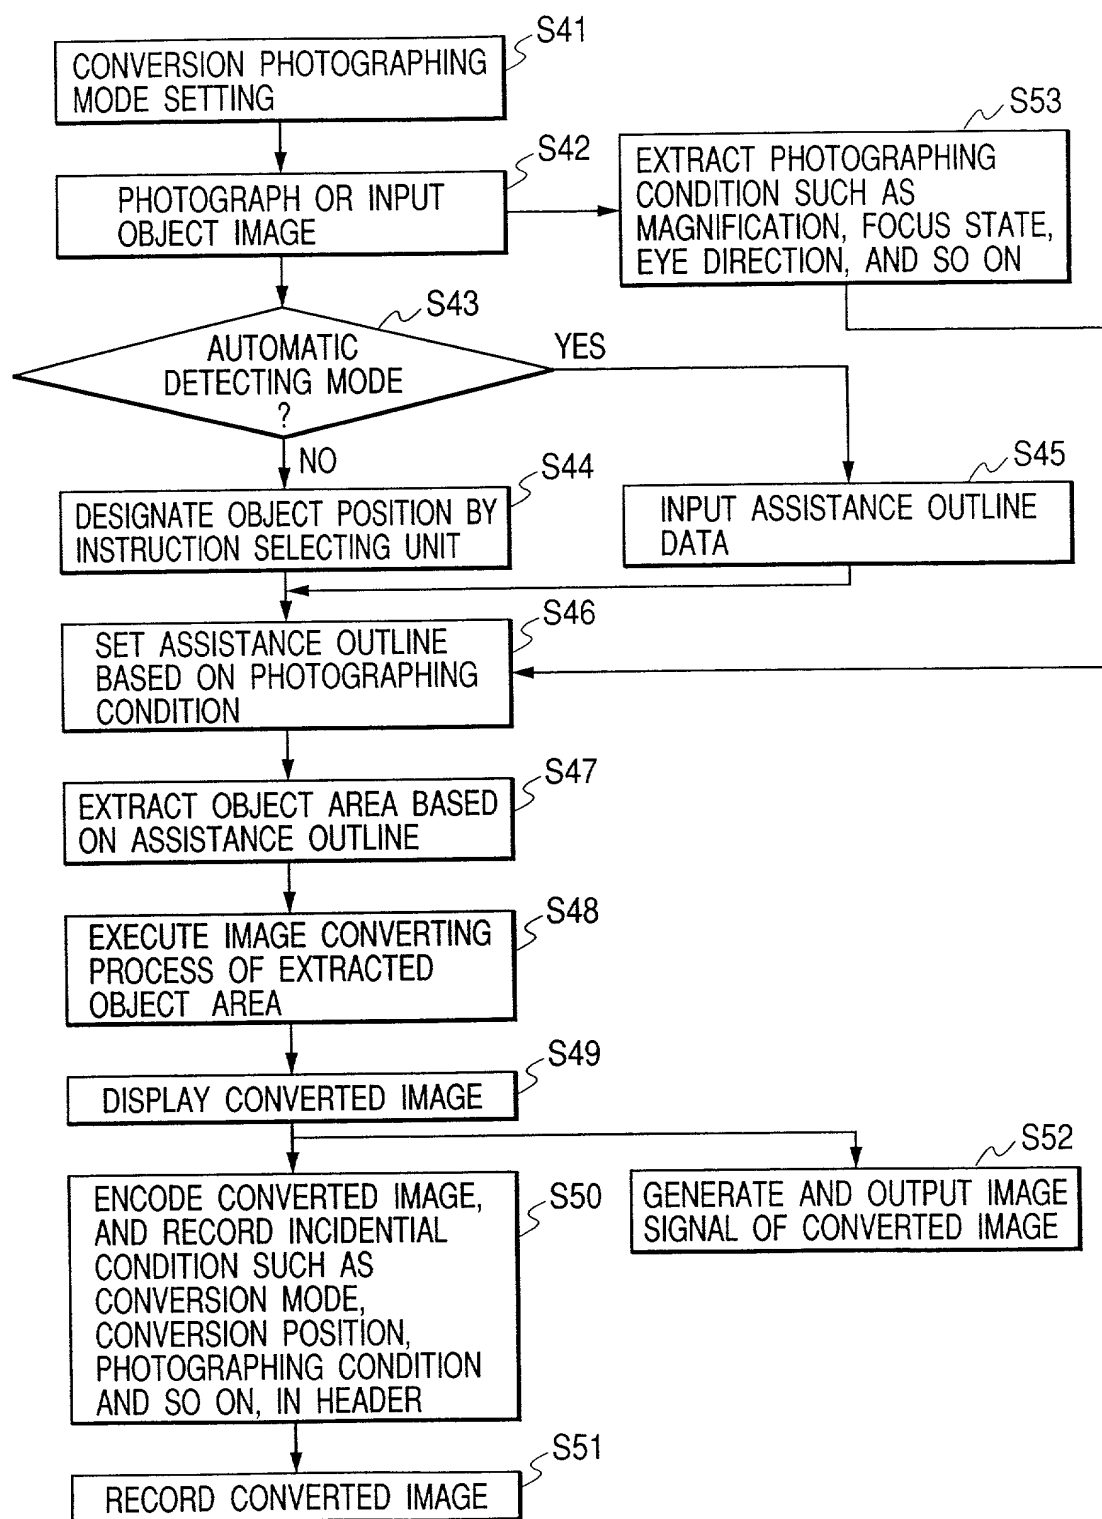 S41
CONVERSION PHOTOGRAPHING
MODE SETTING
S42
PHOTOGRAPH OR INPUT
OBJECT IMAGE
S53
EXTRACT PHOTOGRAPHING
CONDITION SUCH AS
MAGNIFICATION, FOCUS STATE,
EYE DIRECTION, AND SO ON
S43
AUTOMATIC
DETECTING MODE
?
YES
NO
S44
DESIGNATE OBJECT POSITION BY
INSTRUCTION SELECTING UNIT
S45
INPUT ASSISTANCE OUTLINE
DATA
S46
SET ASSISTANCE OUTLINE
BASED ON PHOTOGRAPHING
CONDITION
S47
EXTRACT OBJECT AREA BASED
ON ASSISTANCE OUTLINE
S48
EXECUTE IMAGE CONVERTING
PROCESS OF EXTRACTED
OBJECT AREA
S49
DISPLAY CONVERTED IMAGE
S50
ENCODE CONVERTED IMAGE,
AND RECORD INCIDENTIAL
CONDITION SUCH AS
CONVERSION MODE,
CONVERSION POSITION,
PHOTOGRAPHING CONDITION
AND SO ON, IN HEADER
S52
GENERATE AND OUTPUT IMAGE
SIGNAL OF CONVERTED IMAGE
S51
RECORD CONVERTED IMAGE